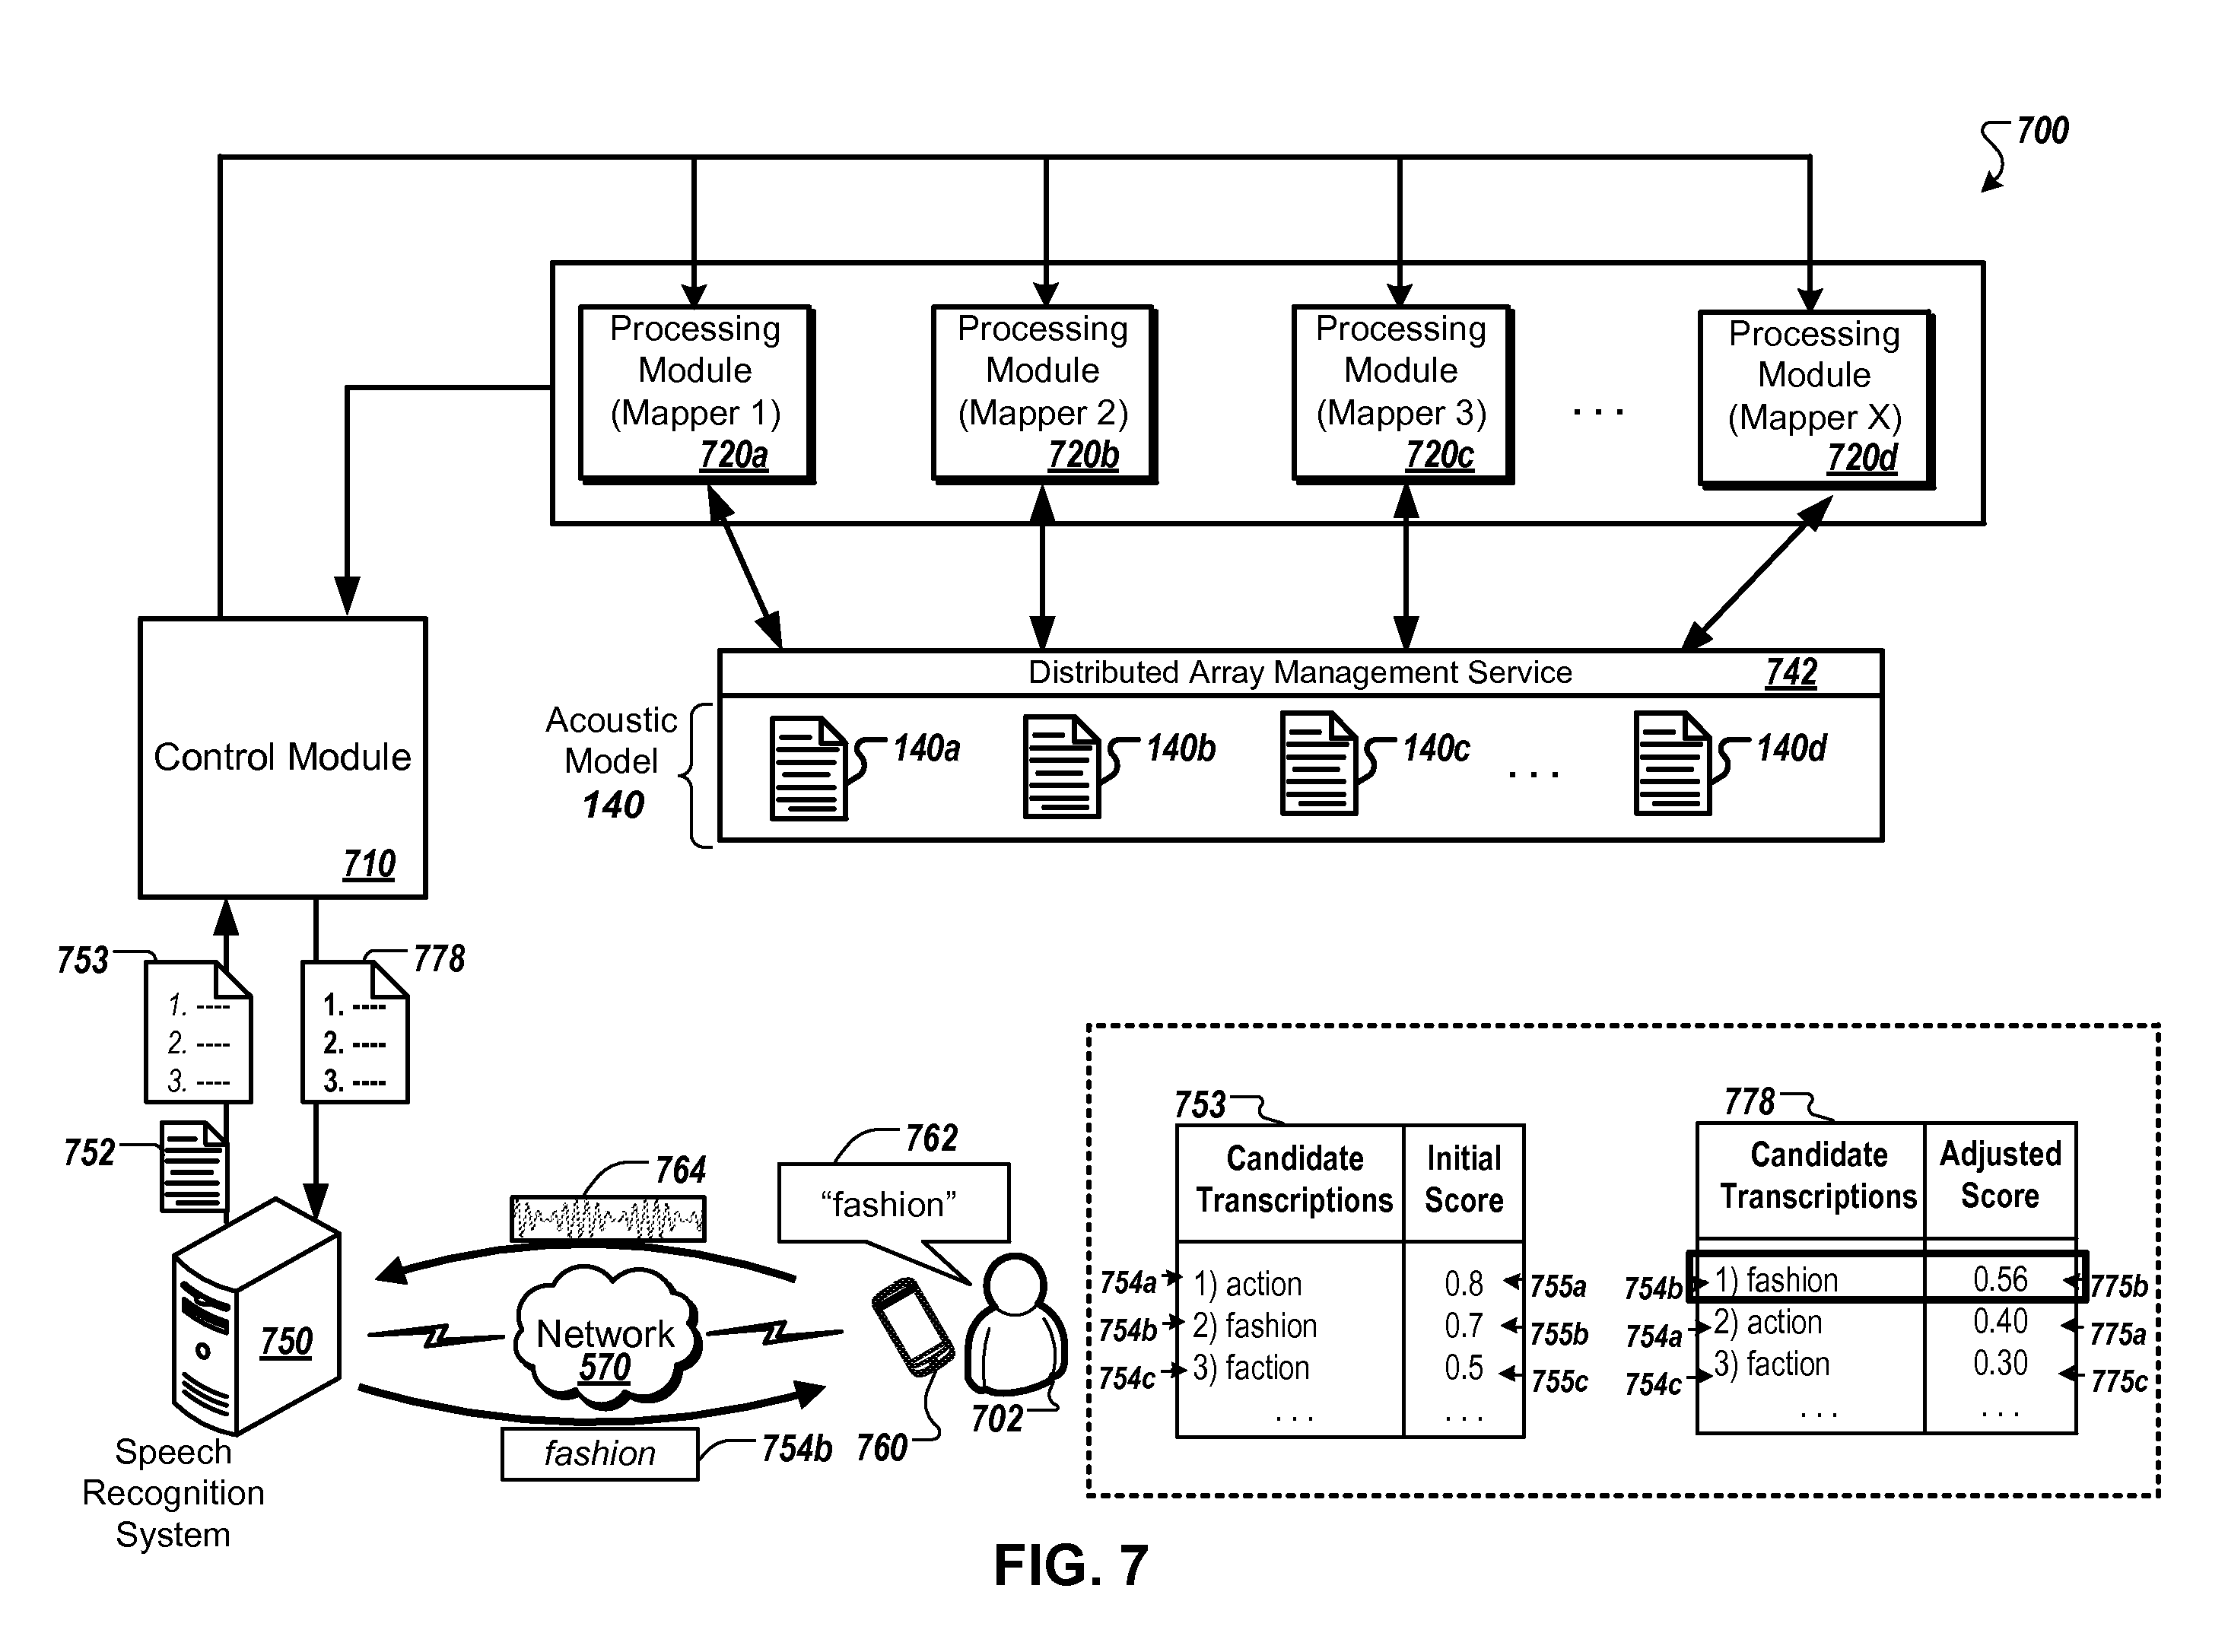 700
Processing
Module
(Mapper 1)
720a
Processing
Module
(Mapper 2)
720b
Processing
Module
(Mapper 3)
720c
. . .
Processing
Module
(Mapper X)
720d
Distributed Array Management Service 742
Acoustic
Model
140
140a
140b
140c
. . .
140d
Control Module
710
753
1. ----
2. ----
3. ----
778
1. ----
2. ----
3. ----
752
750
Speech
Recognition
System
764
Network
570
fashion
754b
762
“fashion”
760
702
753
Candidate Transcriptions Initial Score
754a 1) action 0.8 755a
754b 2) fashion 0.7 755b
754c 3) faction 0.5 755c
. . . . . .
778
Candidate Transcriptions Adjusted Score
754b 1) fashion 0.56 775b
754a 2) action 0.40 775a
754c 3) faction 0.30 775c
. . . . . .
FIG. 7